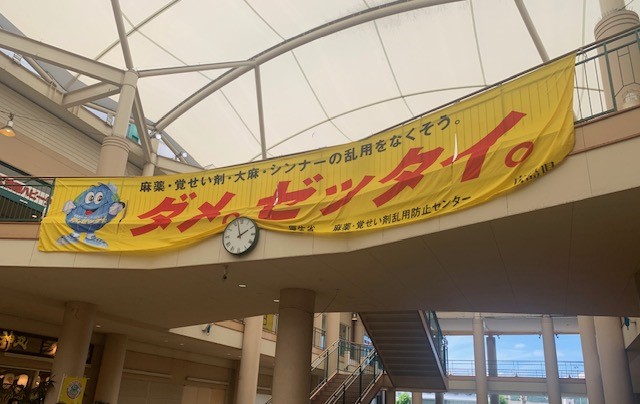 麻薬・覚せい剤・大麻・シンナーの乱用をなくそう。
ダメ。ゼッタイ。
麻薬・覚せい剤乱用防止センター